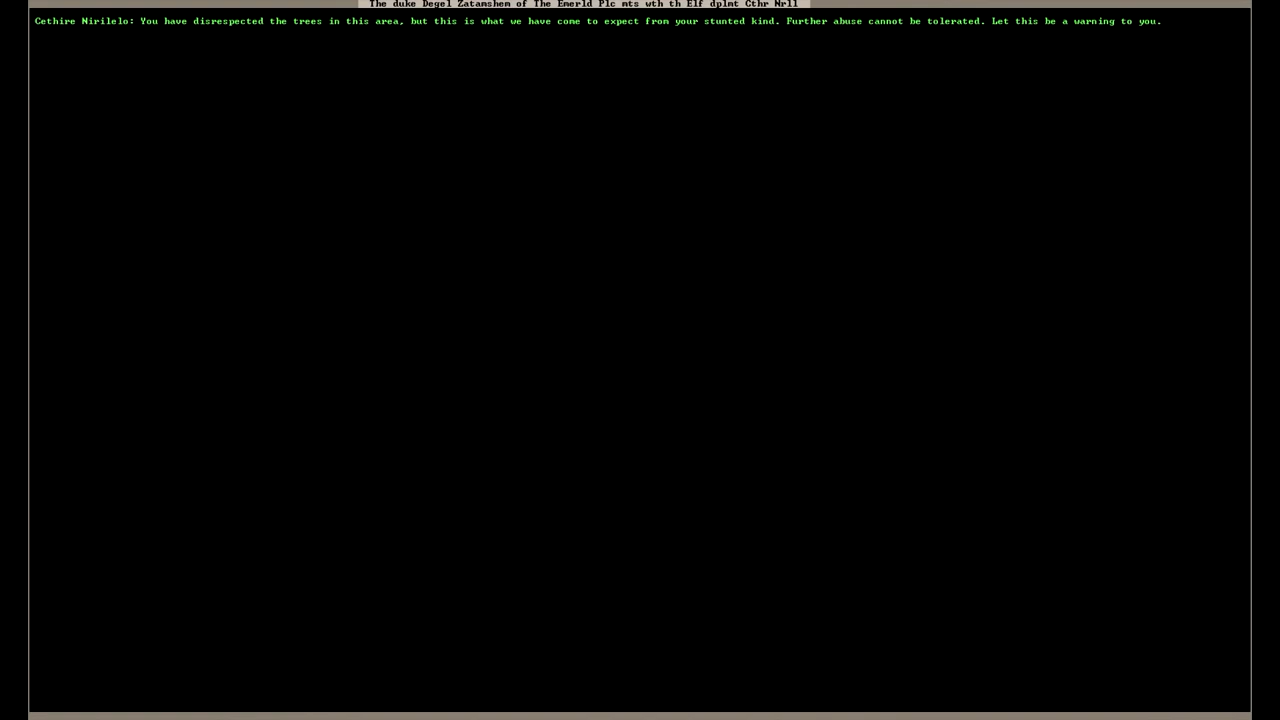 The duke Degel Zatamshem of The Emerld Plc mts wth th Elf dplmt Cthr Nrll
Cethire Nirilelo: You have disrespected the trees in this area, but this is what we have come to expect from your stunted kind. Further abuse cannot be tolerated. Let this be a warning to you.